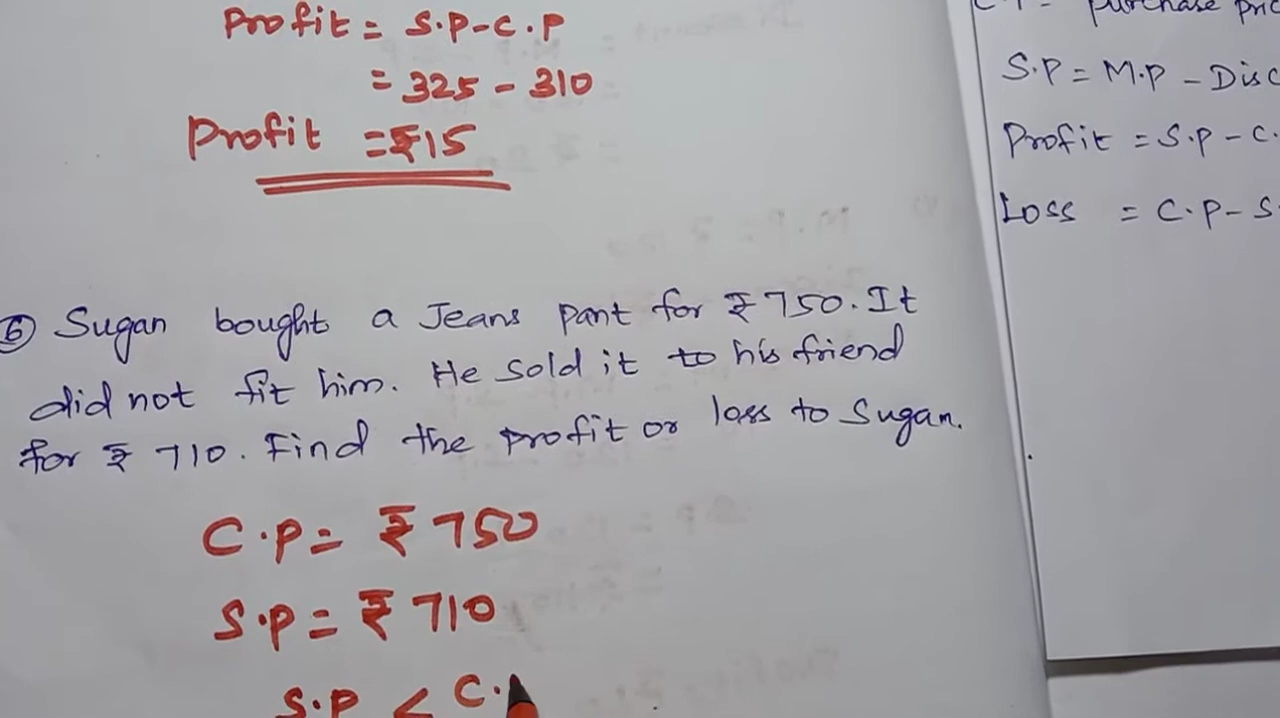 Profit = S.P-C.P
= 325 - 310
Profit = ₹15
6) Sugan bought a Jeans pant for ₹750. It
did not fit him. He sold it to his friend
for ₹ 710. Find the profit or loss to Sugan.
C.P = ₹ 750
S.P = ₹ 710
S.P < C.
purchase
S.P = M.P - Disc
Profit = S.P - C.
Loss = C.P - S.